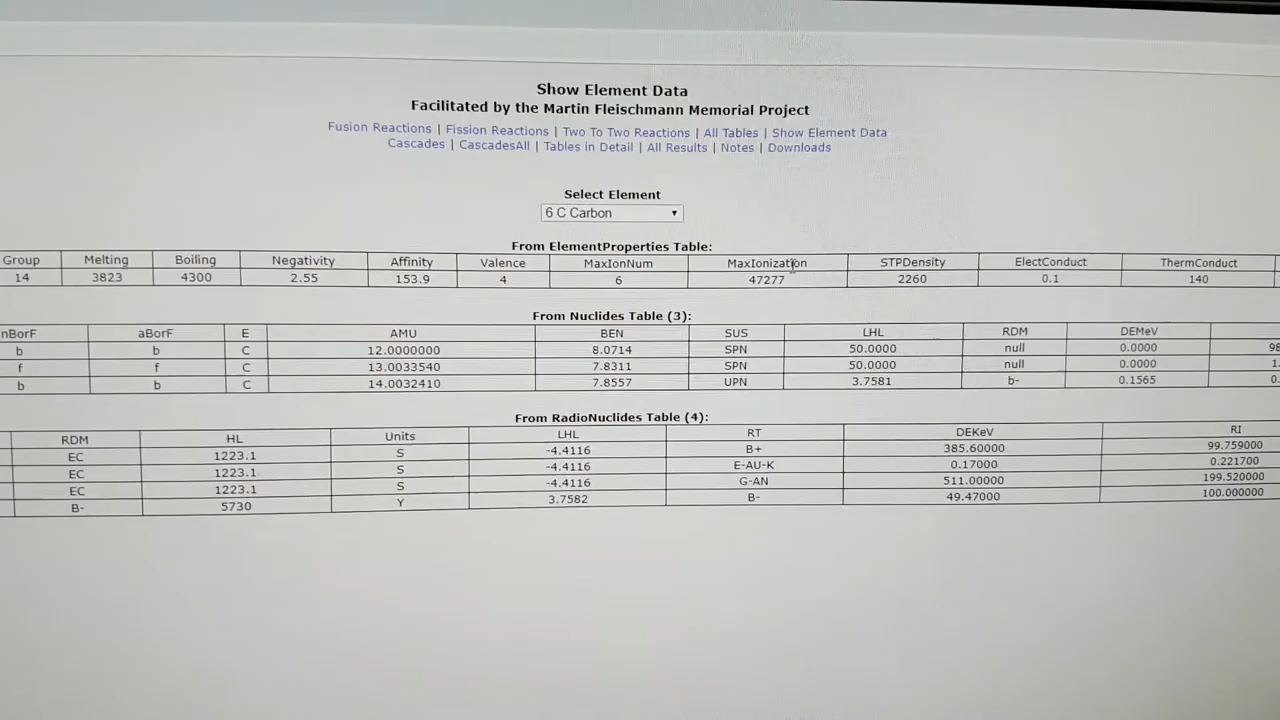 Show Element Data
Facilitated by the Martin Fleischmann Memorial Project
Fusion Reactions | Fission Reactions | Two To Two Reactions | All Tables | Show Element Data
Cascades | CascadesAll | Tables in Detail | All Results | Notes | Downloads
Select Element
6 C Carbon
From ElementProperties Table:
Group Melting Boiling Negativity Affinity Valence MaxIonNum MaxIonization STPDensity ElectConduct ThermConduct
14 3823 4300 2.55 153.9 4 6 47277 2260 0.1 140
From Nuclides Table (3):
nBorF aBorF E AMU BEN SUS LHL RDM DEMeV
b b C 12.0000000 8.0714 SPN 50.0000 null 0.0000 98
f f C 13.0033540 7.8311 SPN 50.0000 null 0.0000 1.
b b C 14.0032410 7.8557 UPN 3.7581 b- 0.1565 0.
From RadioNuclides Table (4):
RDM HL Units LHL RT DEKeV RI
EC 1223.1 S -4.4116 B+ 385.60000 99.759000
EC 1223.1 S -4.4116 E-AU-K 0.17000 0.221700
EC 1223.1 S -4.4116 G-AN 511.00000 199.520000
B- 5730 Y 3.7582 B- 49.47000 100.000000